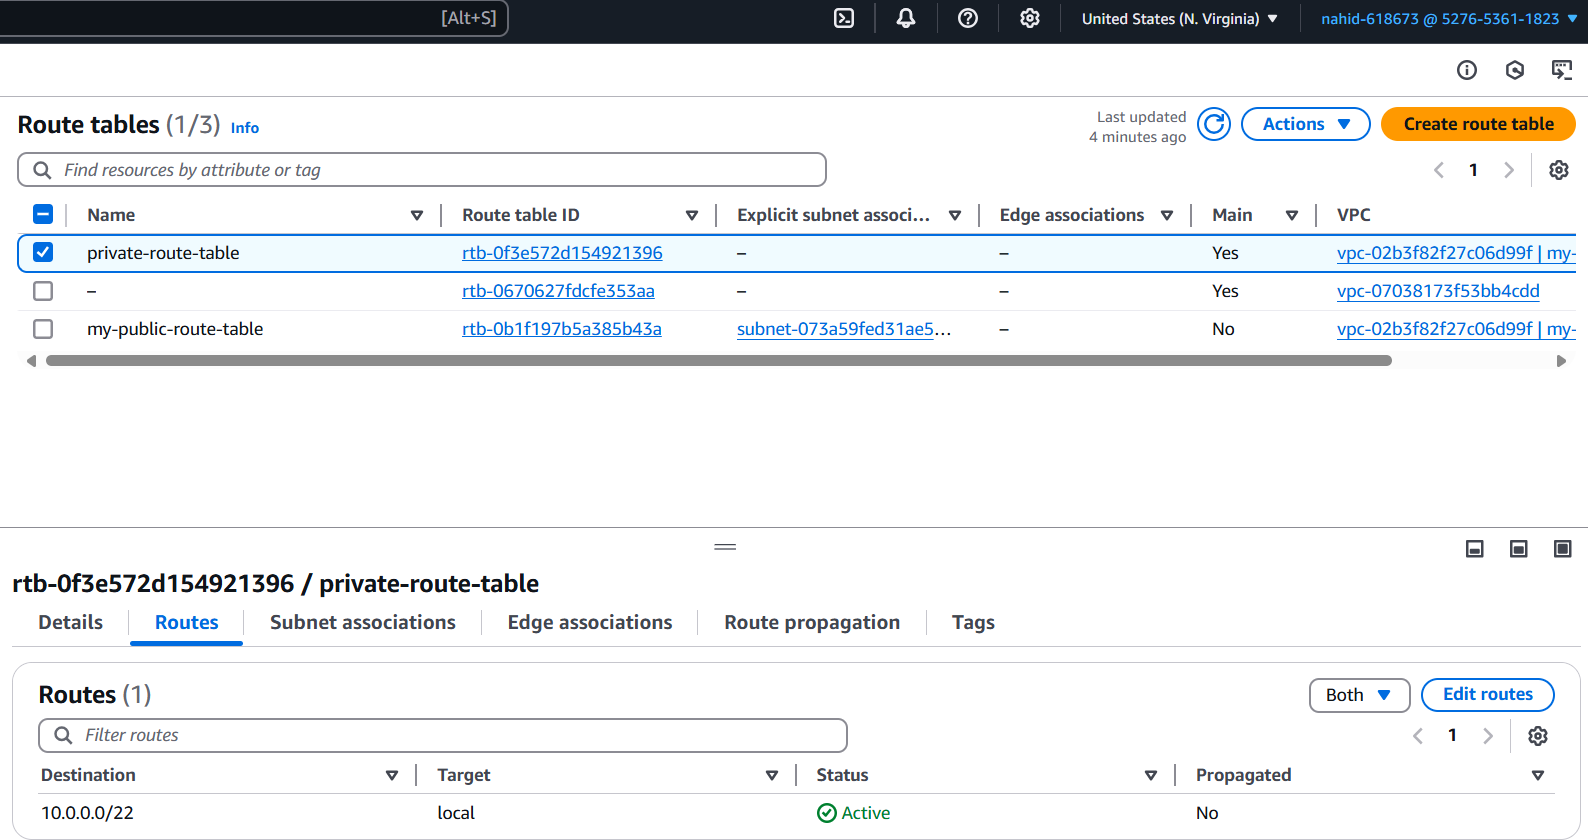 [Alt+S] United States (N. Virginia) nahid-618673 @ 5276-5361-1823
Route tables (1/3) Info
Last updated
4 minutes ago
Actions Create route table
Find resources by attribute or tag
1
Name Route table ID Explicit subnet associ... Edge associations Main VPC
private-route-table rtb-0f3e572d154921396 – – Yes vpc-02b3f82f27c06d99f | my-
– rtb-0670627fdcfe353aa – – Yes vpc-07038173f53bb4cdd
my-public-route-table rtb-0b1f197b5a385b43a subnet-073a59fed31ae5... – No vpc-02b3f82f27c06d99f | my-
rtb-0f3e572d154921396 / private-route-table
Details Routes Subnet associations Edge associations Route propagation Tags
Routes (1)
Both Edit routes
Filter routes
1
Destination Target Status Propagated
10.0.0.0/22 local Active No